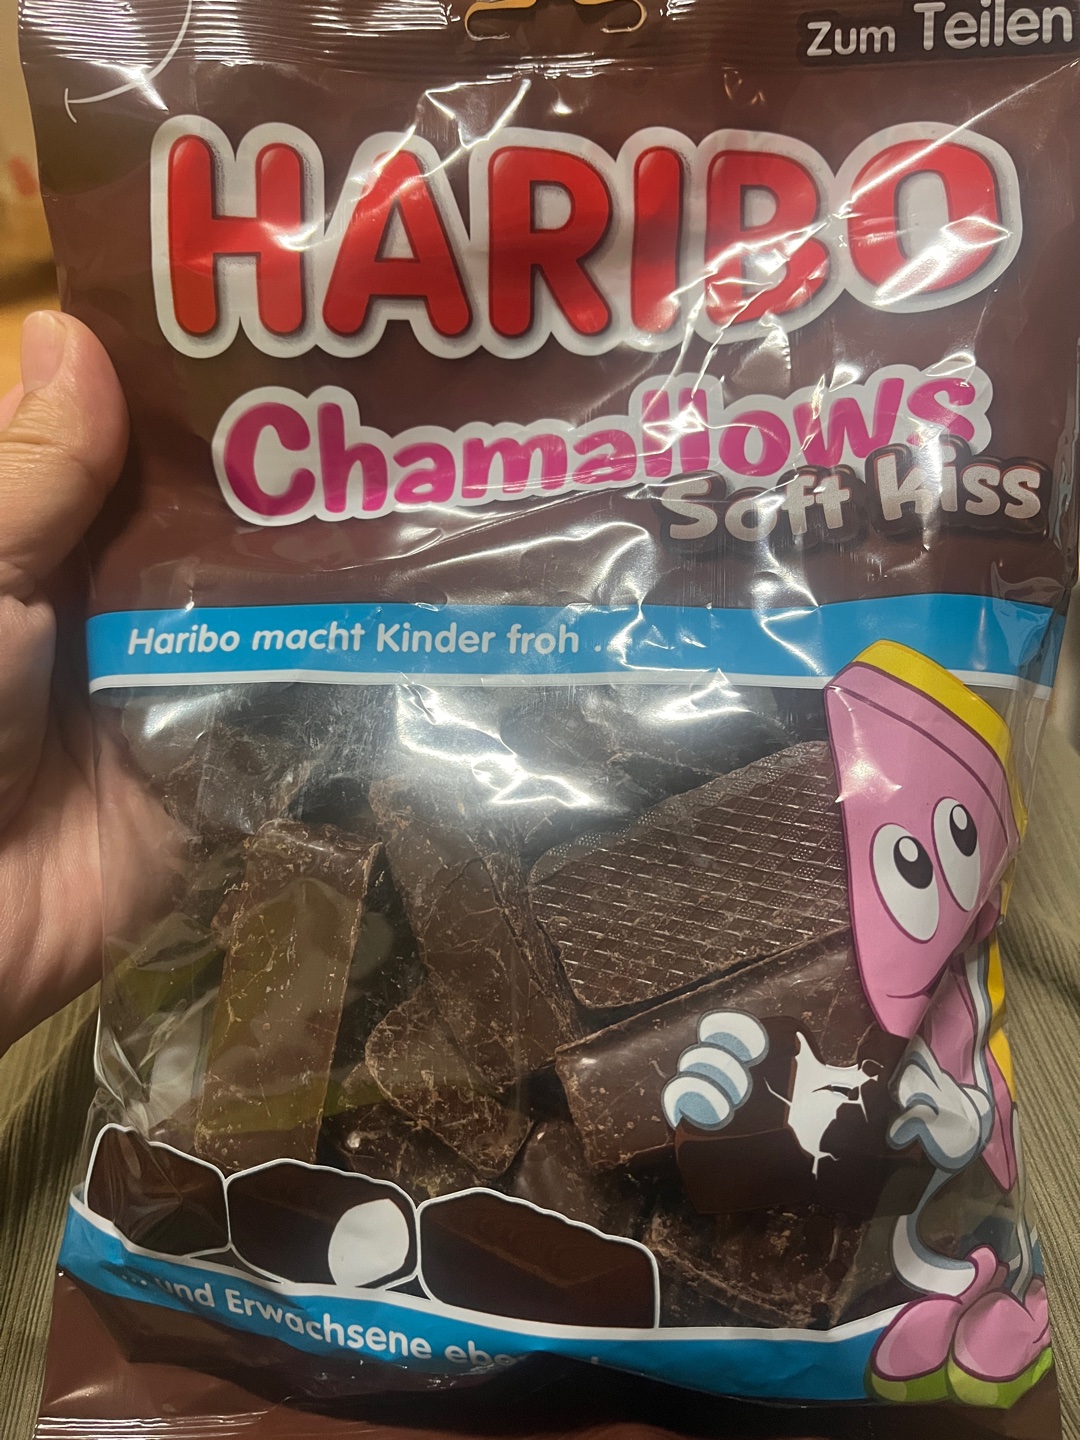 Zum Teilen
HARIBO
Chamallows
Soft Kiss
Haribo macht Kinder froh ..
und Erwachsene